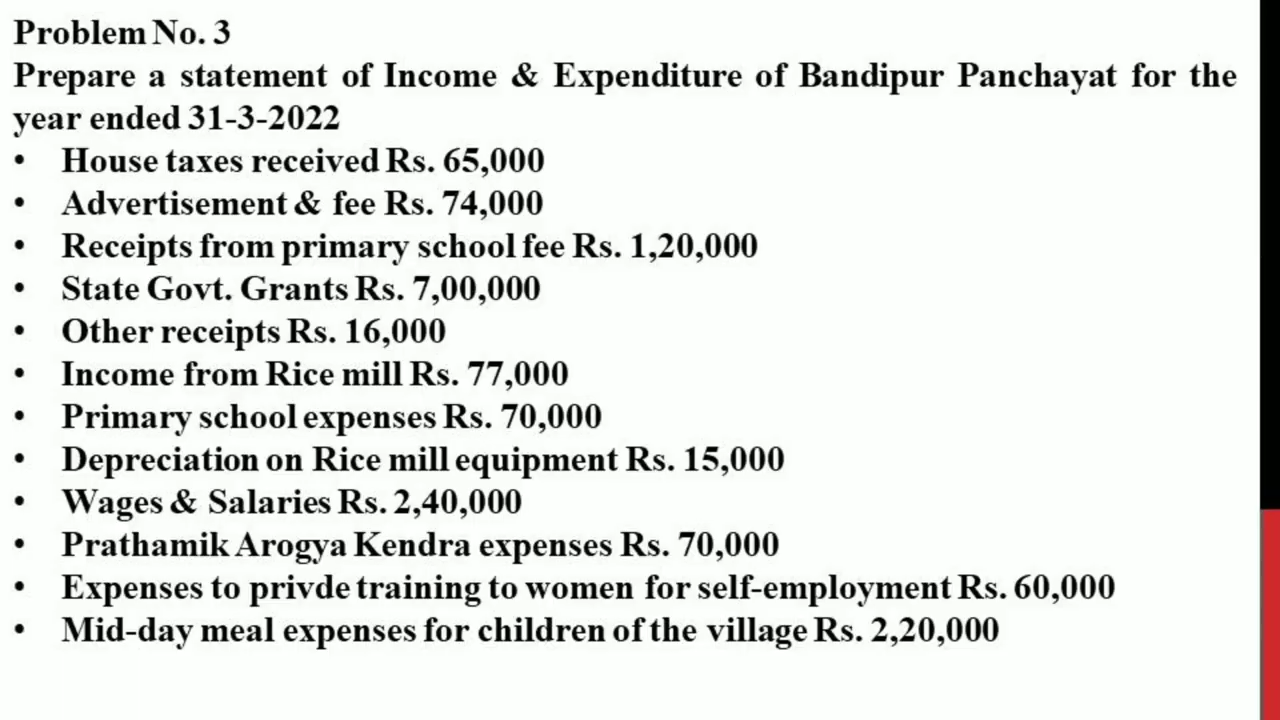 Problem No. 3
Prepare a statement of Income & Expenditure of Bandipur Panchayat for the
year ended 31-3-2022
• House taxes received Rs. 65,000
• Advertisement & fee Rs. 74,000
• Receipts from primary school fee Rs. 1,20,000
• State Govt. Grants Rs. 7,00,000
• Other receipts Rs. 16,000
• Income from Rice mill Rs. 77,000
• Primary school expenses Rs. 70,000
• Depreciation on Rice mill equipment Rs. 15,000
• Wages & Salaries Rs. 2,40,000
• Prathamik Arogya Kendra expenses Rs. 70,000
• Expenses to privde training to women for self-employment Rs. 60,000
• Mid-day meal expenses for children of the village Rs. 2,20,000